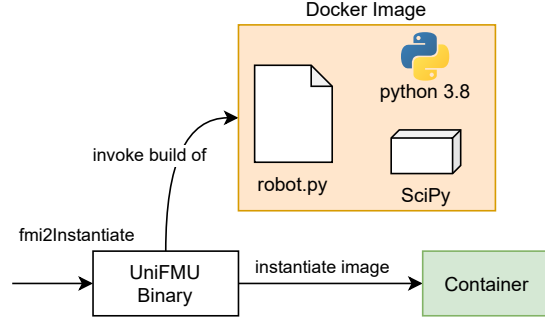 Docker Image
python 3.8
robot.py
SciPy
invoke build of
fmi2Instantiate
UniFMU
Binary
instantiate image
Container